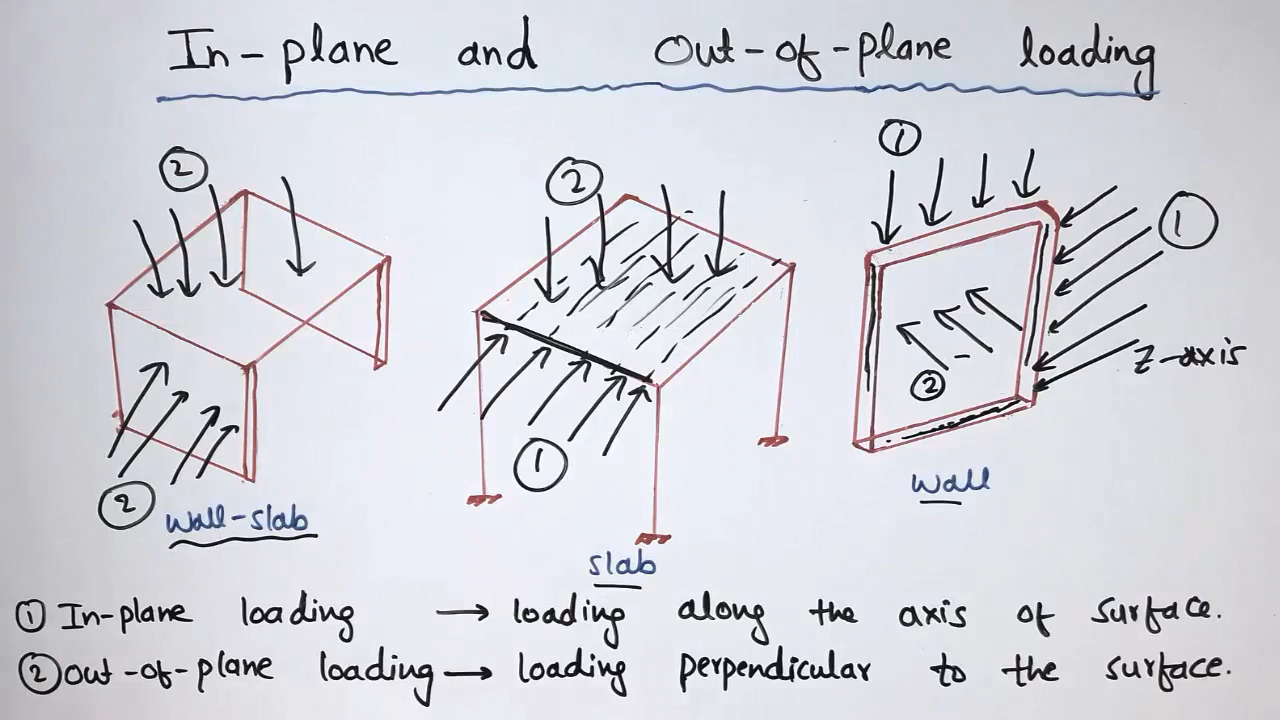 In-plane and Out-of-plane loading
2
2
1
1
2
Z-axis
1
2
Wall
Wall-slab
slab
1 In-plane loading → loading along the axis of surface.
2 Out-of-plane loading → loading perpendicular to the surface.